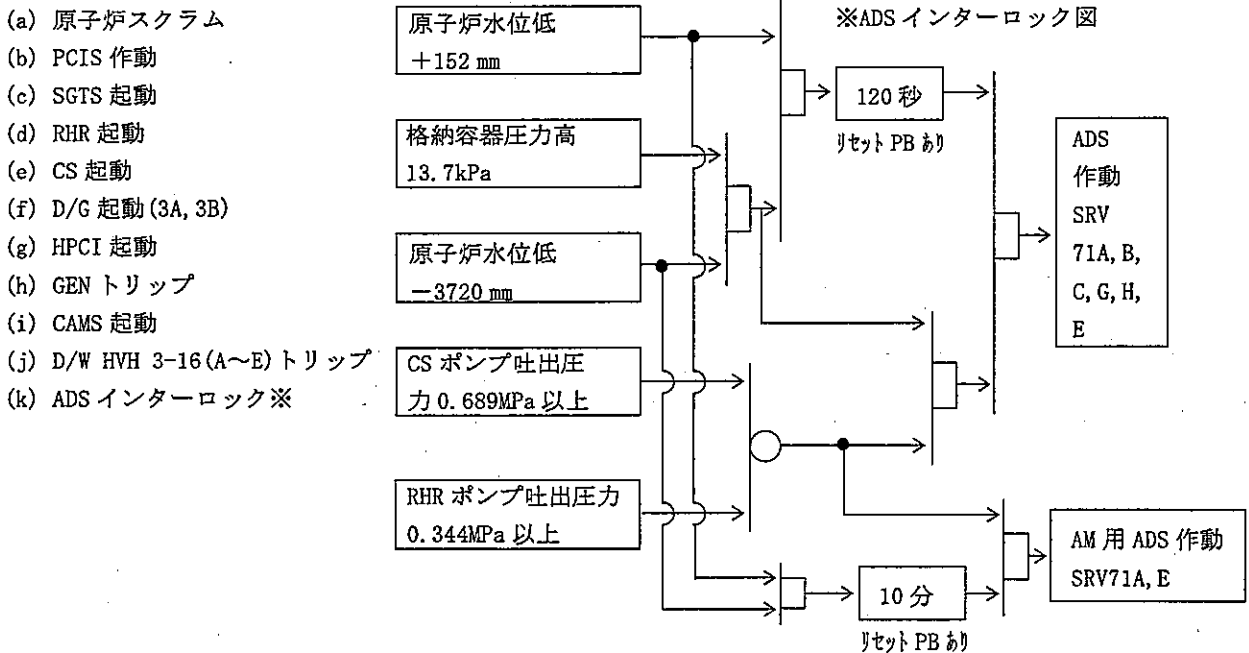 (a) 原子炉スクラム
(b) PCIS 作動
(c) SGTS 起動
(d) RHR 起動
(e) CS 起動
(f) D/G 起動(3A,3B)
(g) HPCI 起動
(h) GEN トリップ
(i) CAMS 起動
(j) D/W HVH 3-16(A～E)トリップ
(k) ADS インターロック※
※ADS インターロック図
原子炉水位低
＋152 mm
格納容器圧力高
13.7kPa
原子炉水位低
－3720 mm
CS ポンプ吐出圧
力 0.689MPa 以上
RHR ポンプ吐出圧力
0.344MPa 以上
120 秒
リセット PB あり
ADS
作動
SRV
71A,B,
C,G,H,
E
10 分
リセット PB あり
AM 用 ADS 作動
SRV71A,E